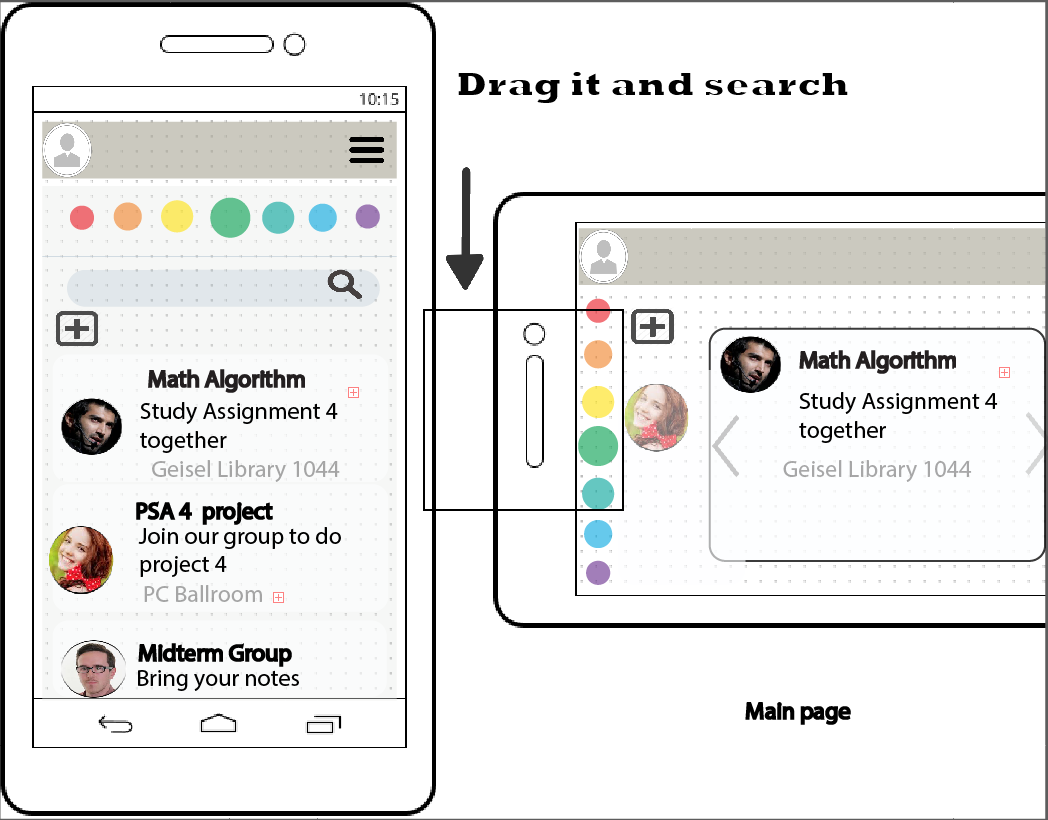 Drag it and search
10:15
Math Algorithm
Study Assignment 4
together
Geisel Library 1044
PSA 4 project
Join our group to do
project 4
PC Ballroom
Midterm Group
Bring your notes
Math Algorithm
Study Assignment 4
together
Geisel Library 1044
Main page